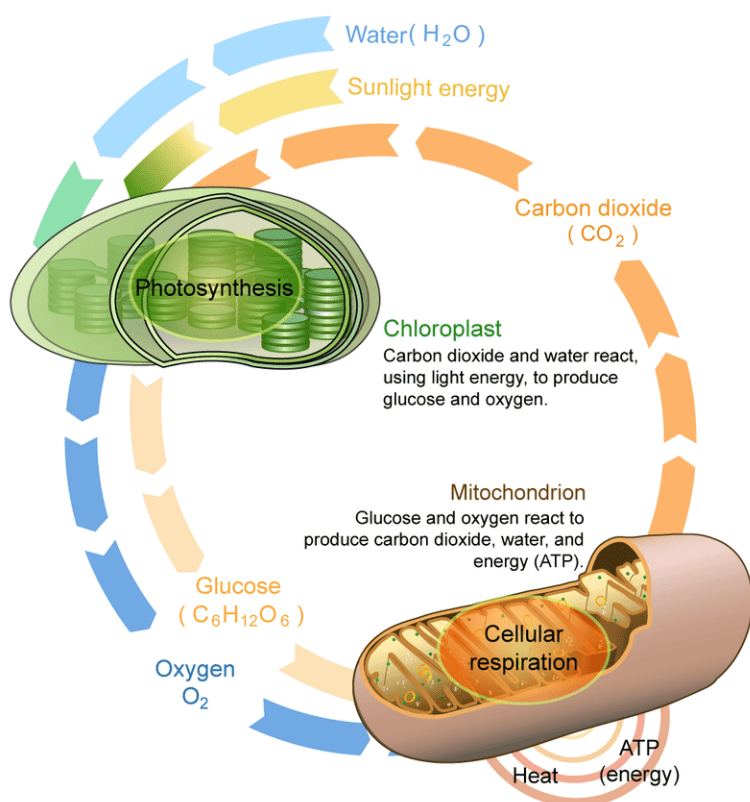 Water( H₂O )
Sunlight energy
Carbon dioxide
( CO₂ )
Photosynthesis
Chloroplast
Carbon dioxide and water react,
using light energy, to produce
glucose and oxygen.
Mitochondrion
Glucose and oxygen react to
produce carbon dioxide, water, and
energy (ATP).
Glucose
( C₆H₁₂O₆ )
Cellular
respiration
Oxygen
O₂
ATP
(energy)
Heat